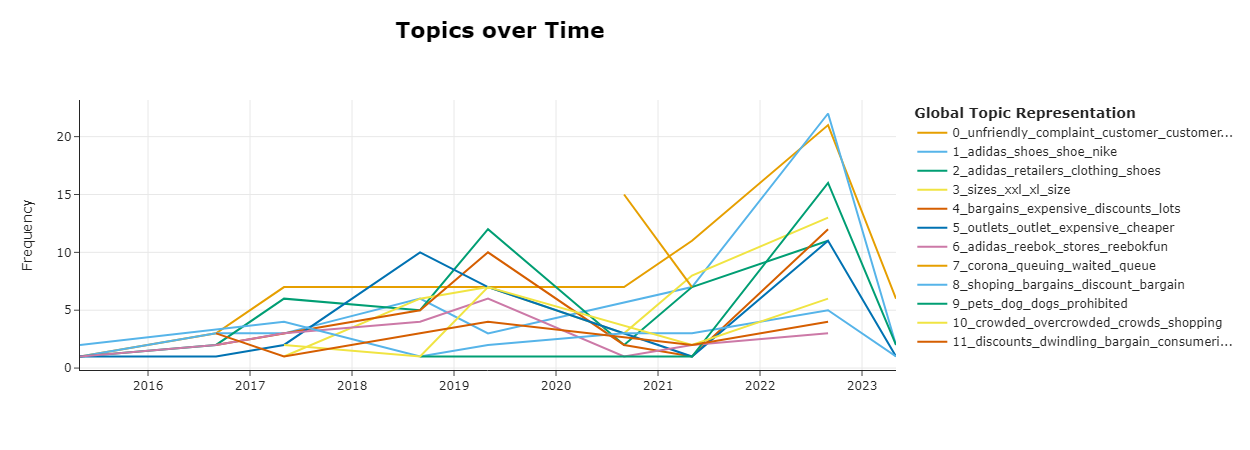 Topics over Time
Frequency
20
15
10
5
0
2016 2017 2018 2019 2020 2021 2022 2023
Global Topic Representation
0_unfriendly_complaint_customer_customer...
1_adidas_shoes_shoe_nike
2_adidas_retailers_clothing_shoes
3_sizes_xxl_xl_size
4_bargains_expensive_discounts_lots
5_outlets_outlet_expensive_cheaper
6_adidas_reebok_stores_reebokfun
7_corona_queuing_waited_queue
8_shoping_bargains_discount_bargain
9_pets_dog_dogs_prohibited
10_crowded_overcrowded_crowds_shopping
11_discounts_dwindling_bargain_consumeri...